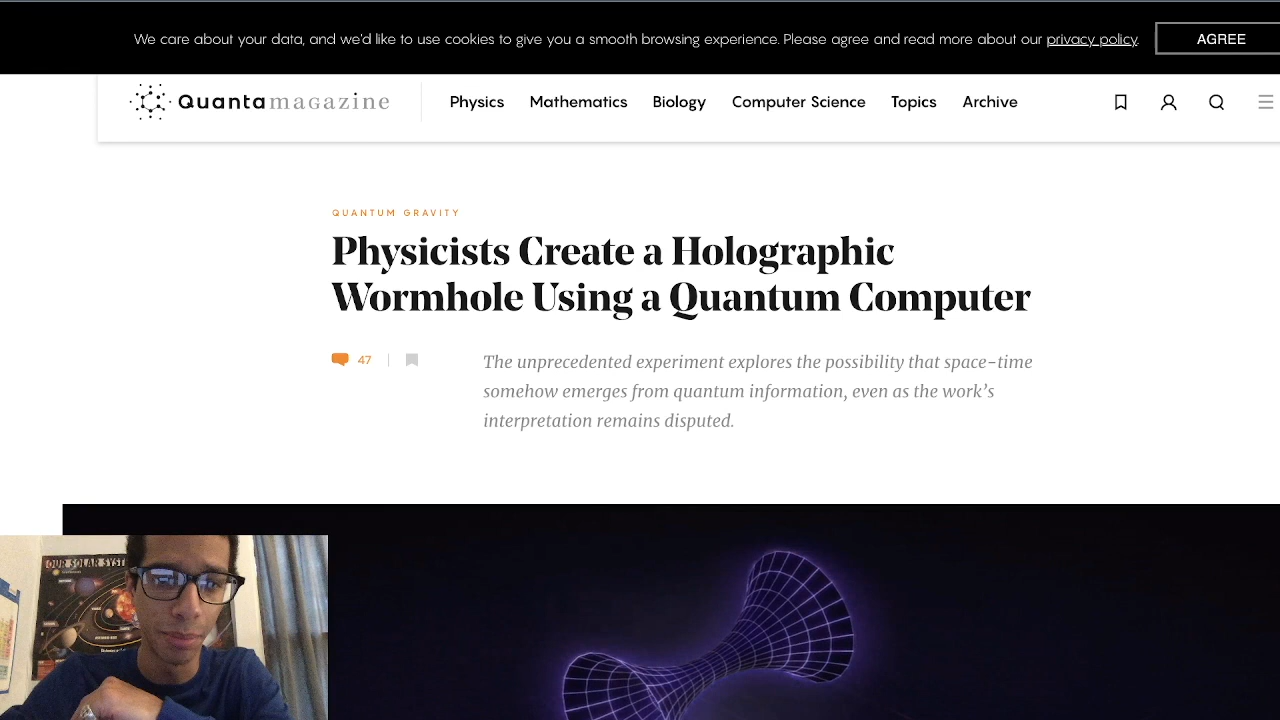 We care about your data, and we'd like to use cookies to give you a smooth browsing experience. Please agree and read more about our privacy policy. AGREE
Quanta magazine Physics Mathematics Biology Computer Science Topics Archive
QUANTUM GRAVITY
Physicists Create a Holographic
Wormhole Using a Quantum Computer
47
The unprecedented experiment explores the possibility that space-time
somehow emerges from quantum information, even as the work's
interpretation remains disputed.
OUR SOLAR SYST